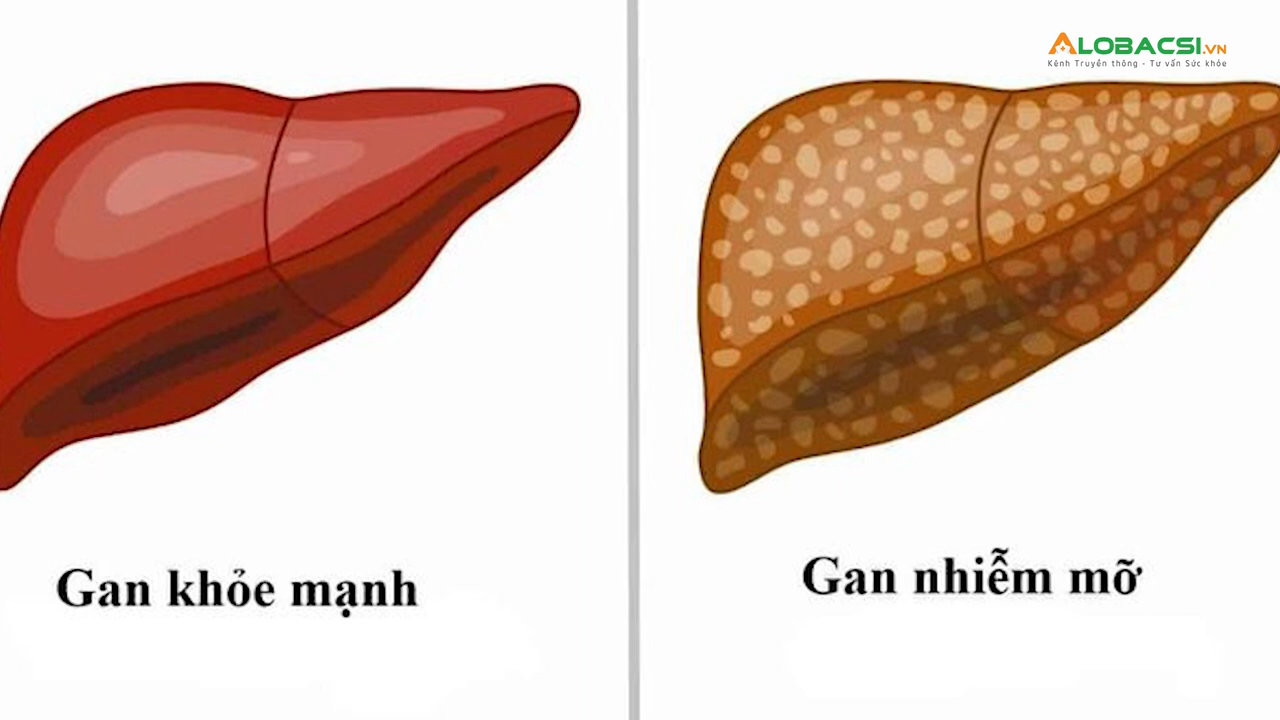 ALOBACSI.VN
Kênh Truyền thông - Tư vấn Sức khỏe
Gan khỏe mạnh
Gan nhiễm mỡ